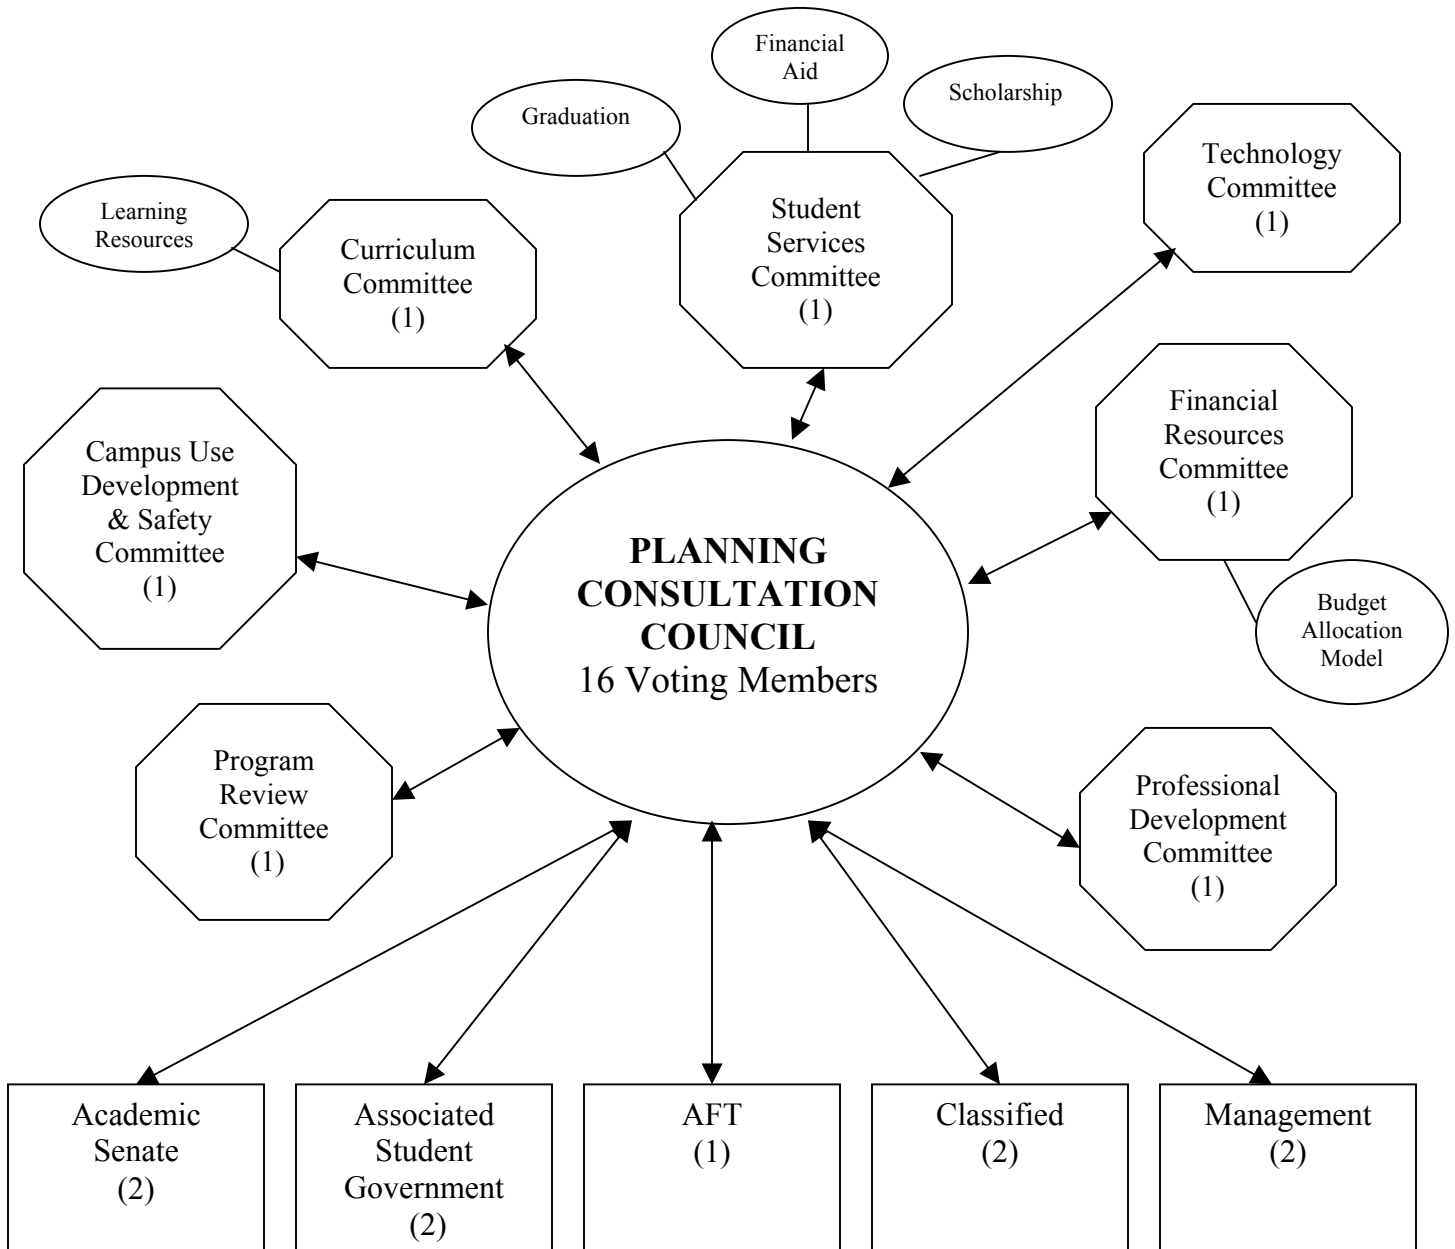 Financial
Aid
Scholarship
Graduation
Technology
Committee
(1)
Learning
Resources
Curriculum
Committee
(1)
Student
Services
Committee
(1)
Financial
Resources
Committee
(1)
Campus Use
Development
& Safety
Committee
(1)
PLANNING
CONSULTATION
COUNCIL
16 Voting Members
Budget
Allocation
Model
Program
Review
Committee
(1)
Professional
Development
Committee
(1)
Academic
Senate
(2)
Associated
Student
Government
(2)
AFT
(1)
Classified
(2)
Management
(2)